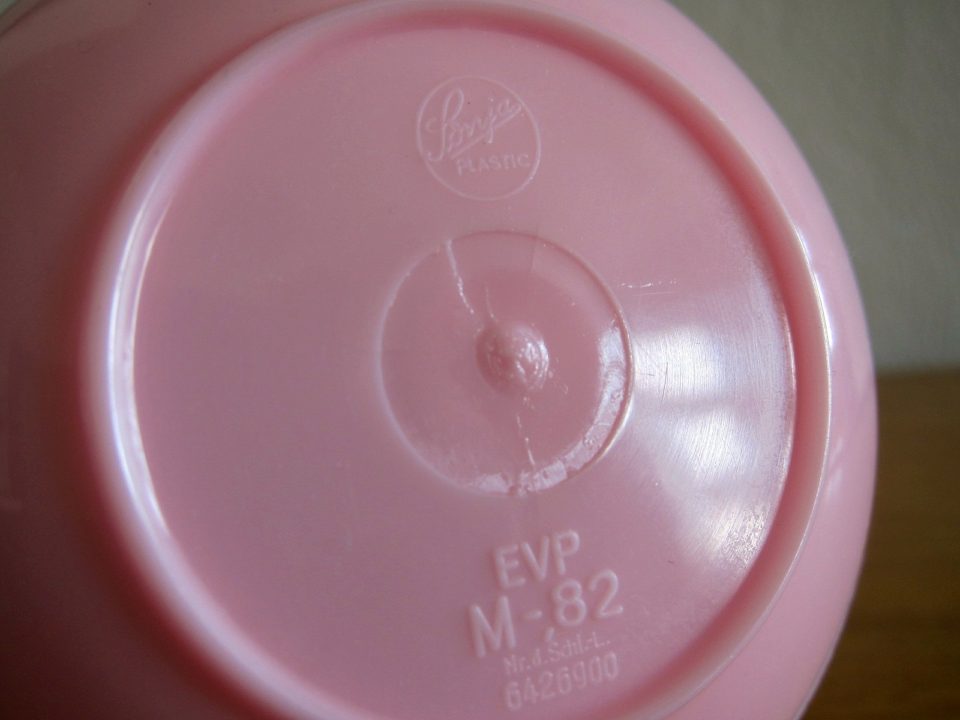 Sonja
PLASTIC
EVP
M-,82
Nr.d.Schl.-L.
6426900